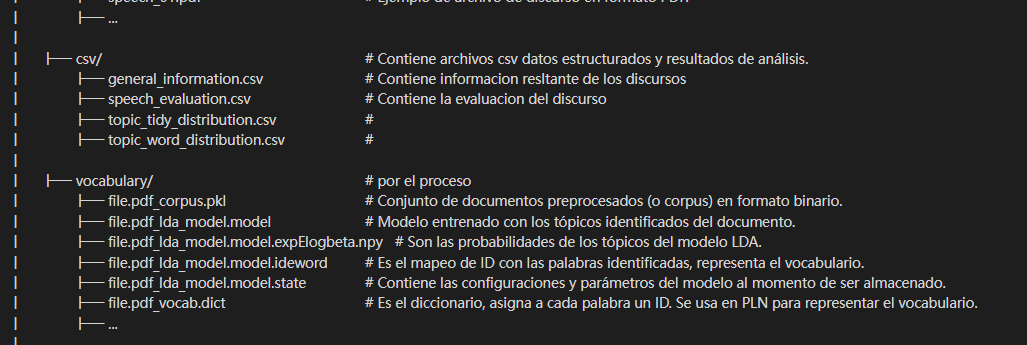 ├── speech_01.pdf # Ejemplo de archivo de discurso en formato PDF.
├── ...
├── csv/ # Contiene archivos csv datos estructurados y resultados de análisis.
├── general_information.csv # Contiene informacion resltante de los discursos
├── speech_evaluation.csv # Contiene la evaluacion del discurso
├── topic_tidy_distribution.csv #
├── topic_word_distribution.csv #
├── vocabulary/ # por el proceso
├── file.pdf_corpus.pkl # Conjunto de documentos preprocesados (o corpus) en formato binario.
├── file.pdf_lda_model.model # Modelo entrenado con los tópicos identificados del documento.
├── file.pdf_lda_model.model.expElogbeta.npy # Son las probabilidades de los tópicos del modelo LDA.
├── file.pdf_lda_model.model.ideword # Es el mapeo de ID con las palabras identificadas, representa el vocabulario.
├── file.pdf_lda_model.model.state # Contiene las configuraciones y parámetros del modelo al momento de ser almacenado.
├── file.pdf_vocab.dict # Es el diccionario, asigna a cada palabra un ID. Se usa en PLN para representar el vocabulario.
├── ...